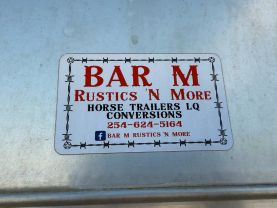 BAR M
RUSTICS 'N MORE
HORSE TRAILERS LQ
CONVERSIONS
254-624-5164
f BAR M RUSTICS 'N MORE